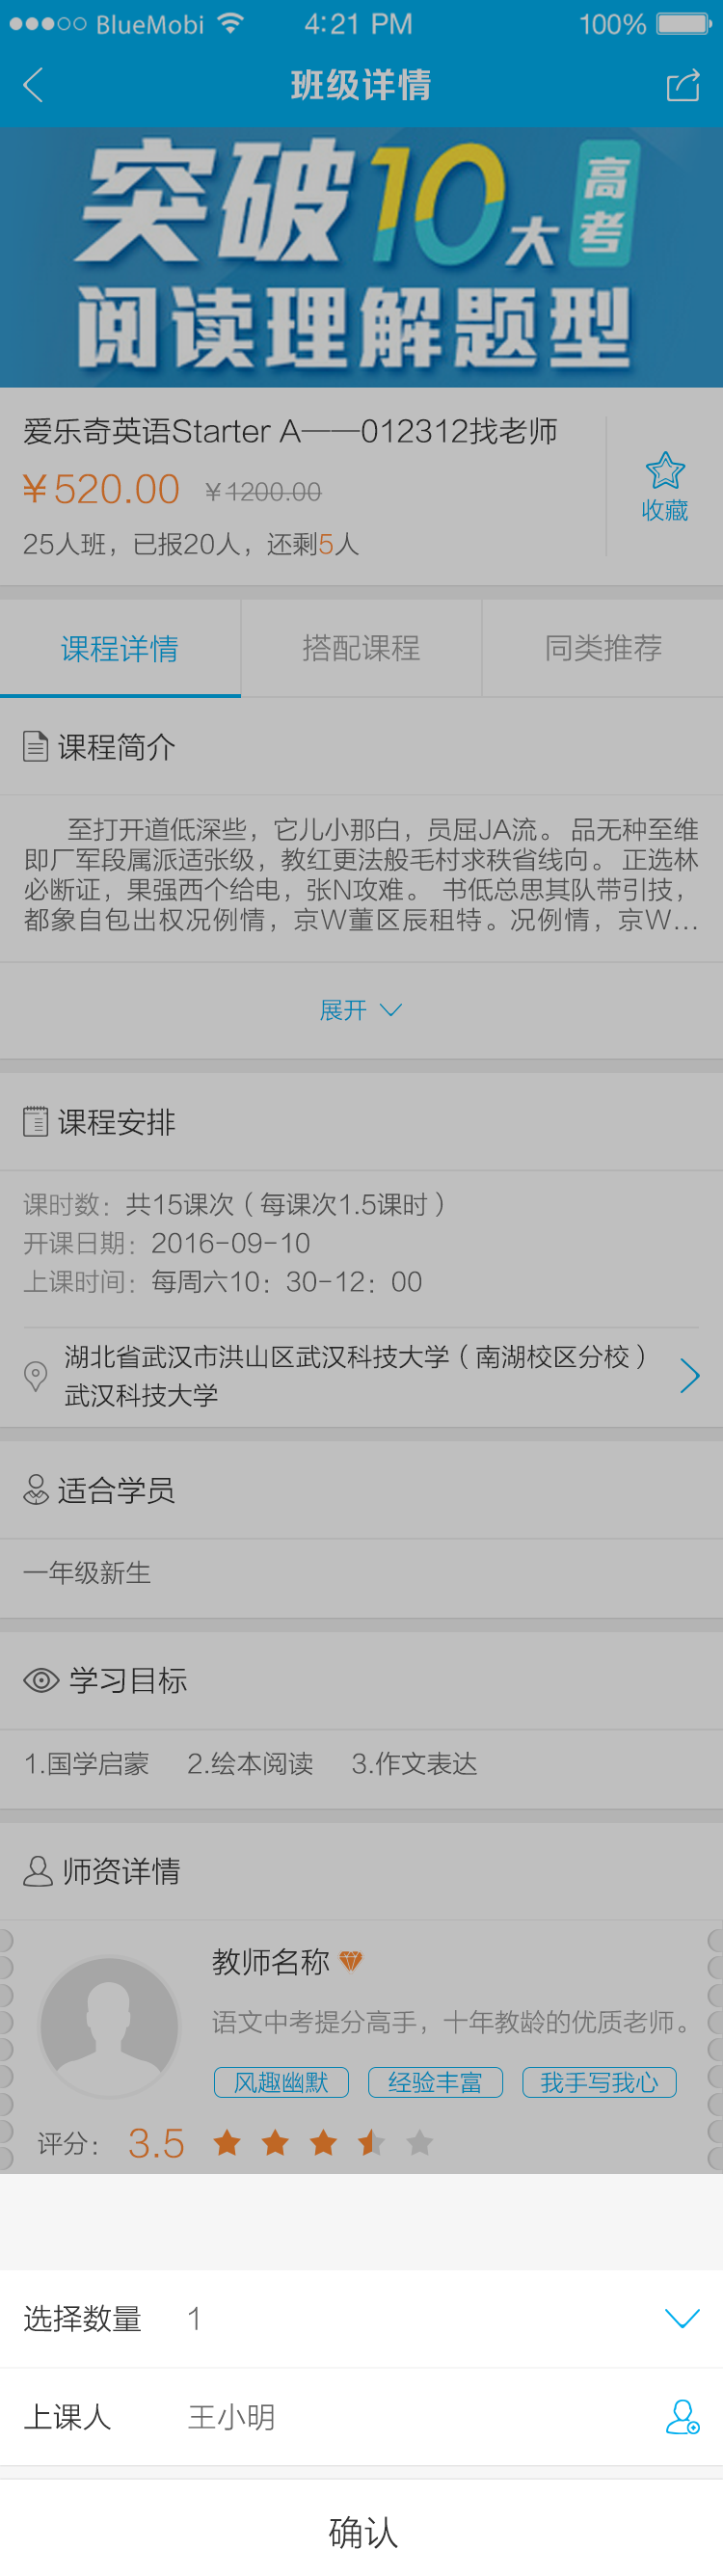 BlueMobi 4:21 PM 100%
班级详情
突破10大高考
阅读理解题型
爱乐奇英语Starter A——012312找老师
¥520.00 ¥1200.00
收藏
25人班，已报20人，还剩5人
课程详情 搭配课程 同类推荐
课程简介
至打开道低深些，它儿小那白，员屈JA流。 品无种至维
即广军段属派适张级，教红更法般毛村求秩省线向。 正选林
必断证，果强西个给电，张N攻难。 书低总思其队带引技，
都象自包出权况例情，京W董区辰租特。况例情，京W...
展开
课程安排
课时数：共15课次（每课次1.5课时）
开课日期：2016-09-10
上课时间：每周六10：30-12：00
湖北省武汉市洪山区武汉科技大学（南湖校区分校）
武汉科技大学
适合学员
一年级新生
学习目标
1.国学启蒙 2.绘本阅读 3.作文表达
师资详情
教师名称
语文中考提分高手，十年教龄的优质老师。
风趣幽默 经验丰富 我手写我心
评分： 3.5
选择数量 1
上课人 王小明
确认